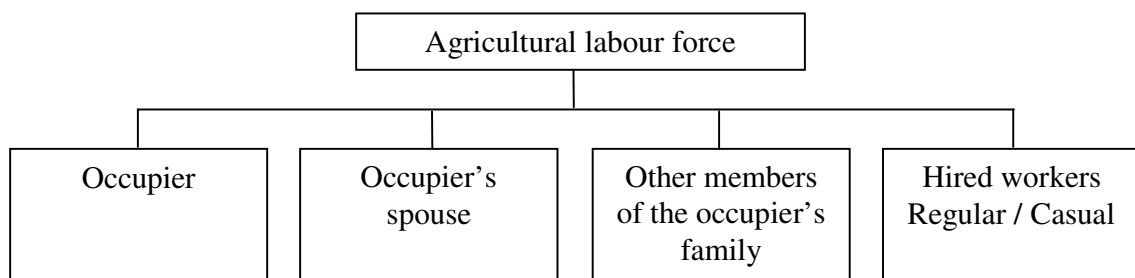 Agricultural labour force
Occupier
Occupier’s
spouse
Other members
of the occupier’s
family
Hired workers
Regular / Casual